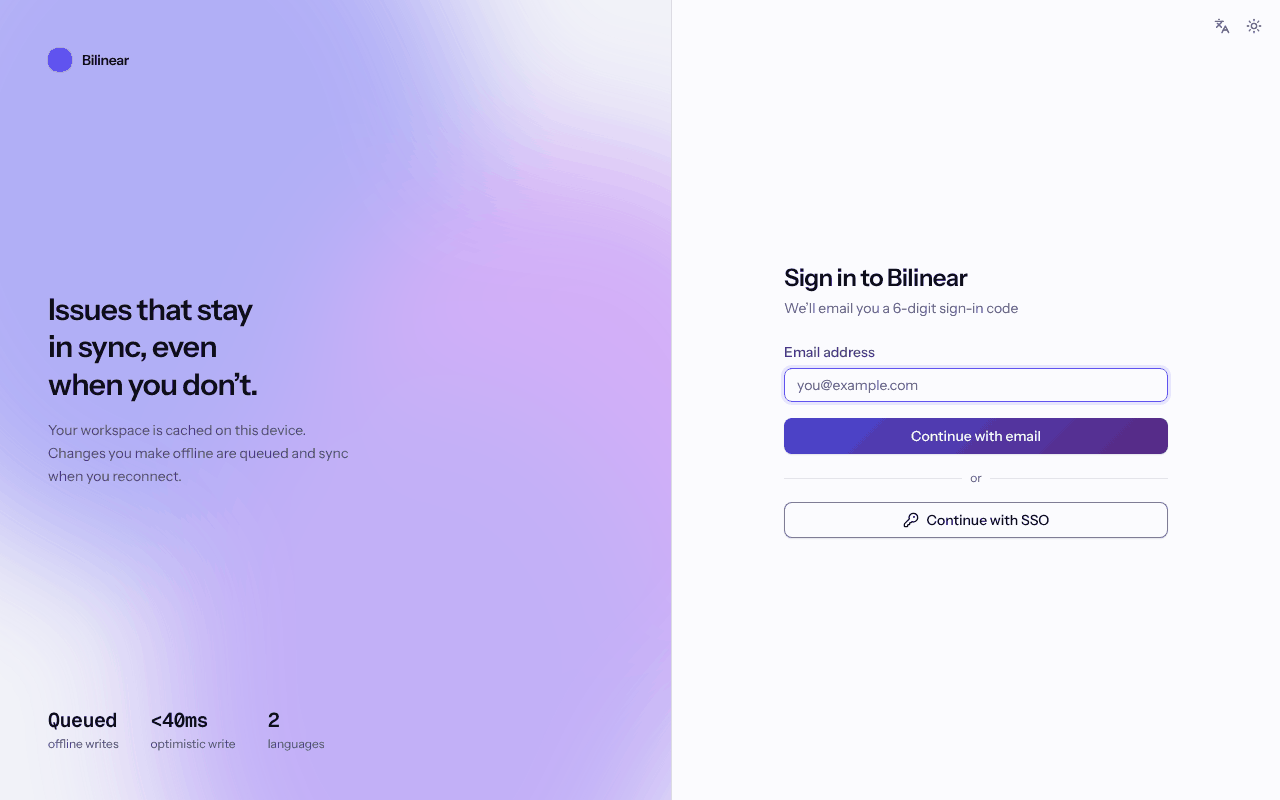 Bilinear
Issues that stay
in sync, even
when you don’t.
Your workspace is cached on this device.
Changes you make offline are queued and sync
when you reconnect.
Queued
offline writes
<40ms
optimistic write
2
languages
Sign in to Bilinear
We’ll email you a 6-digit sign-in code
Email address
you@example.com
Continue with email
or
Continue with SSO